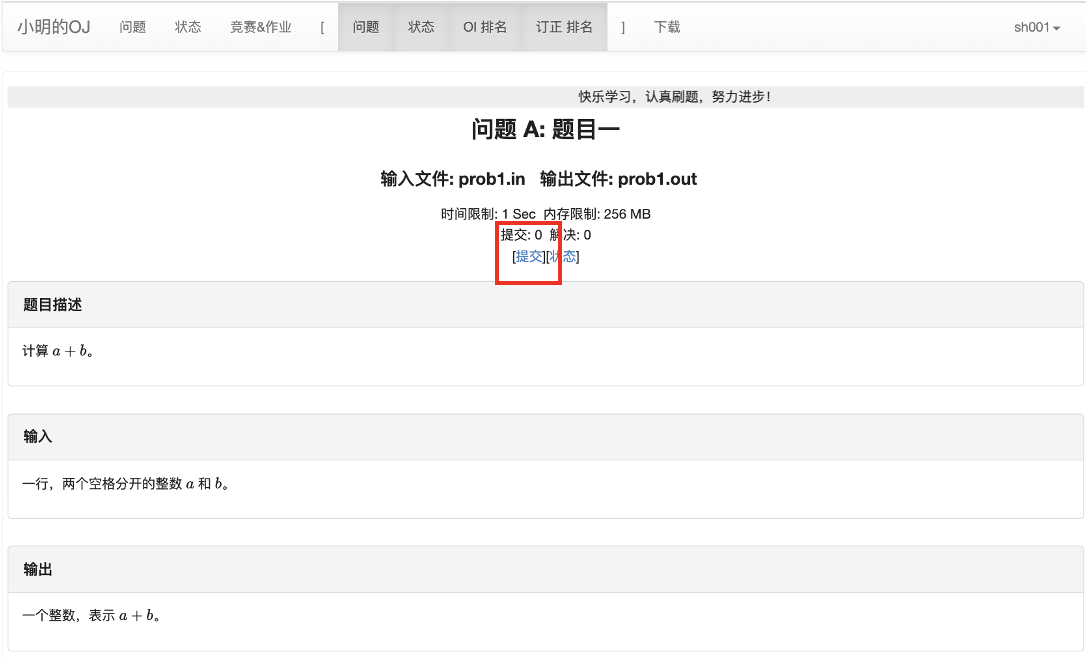 小明的OJ 问题 状态 竞赛&作业 [ 问题 状态 OI 排名 订正 排名 ] 下载 sh001
快乐学习，认真刷题，努力进步！
问题 A: 题目一
输入文件: prob1.in 输出文件: prob1.out
时间限制: 1 Sec 内存限制: 256 MB
提交: 0 解决: 0
[提交][状态]
题目描述
计算 a + b。
输入
一行，两个空格分开的整数 a 和 b。
输出
一个整数，表示 a + b。